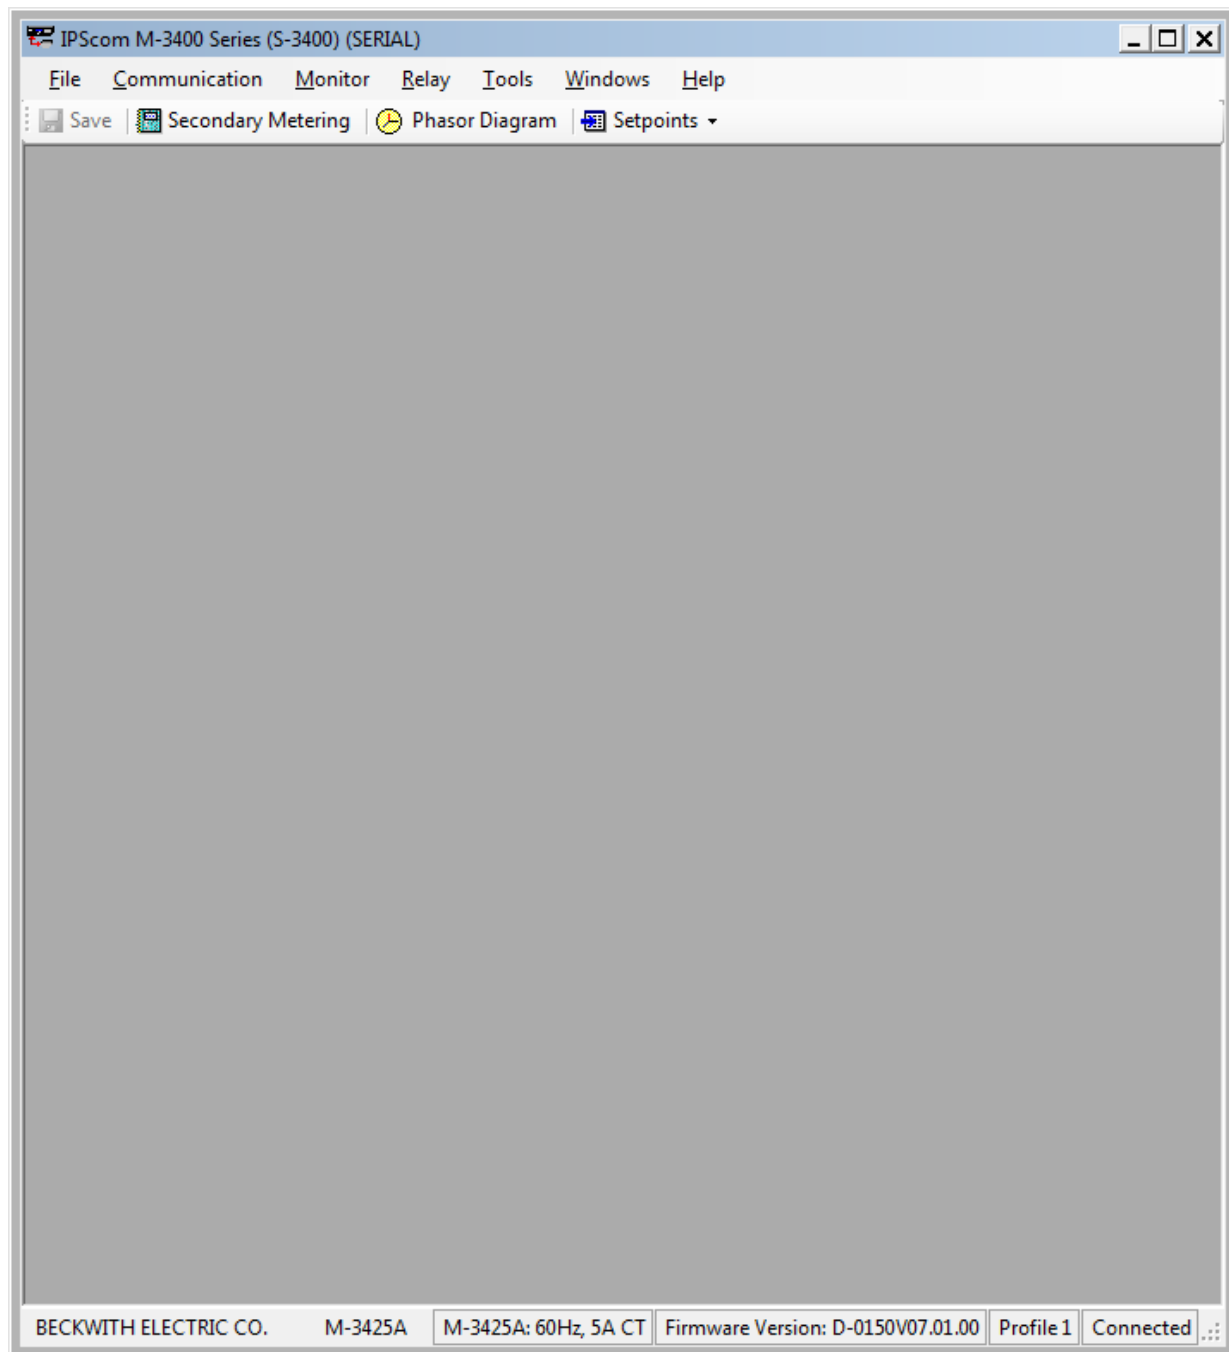 IPScom M-3400 Series (S-3400) (SERIAL)
File Communication Monitor Relay Tools Windows Help
Save Secondary Metering Phasor Diagram Setpoints
BECKWITH ELECTRIC CO. M-3425A M-3425A: 60Hz, 5A CT Firmware Version: D-0150V07.01.00 Profile 1 Connected